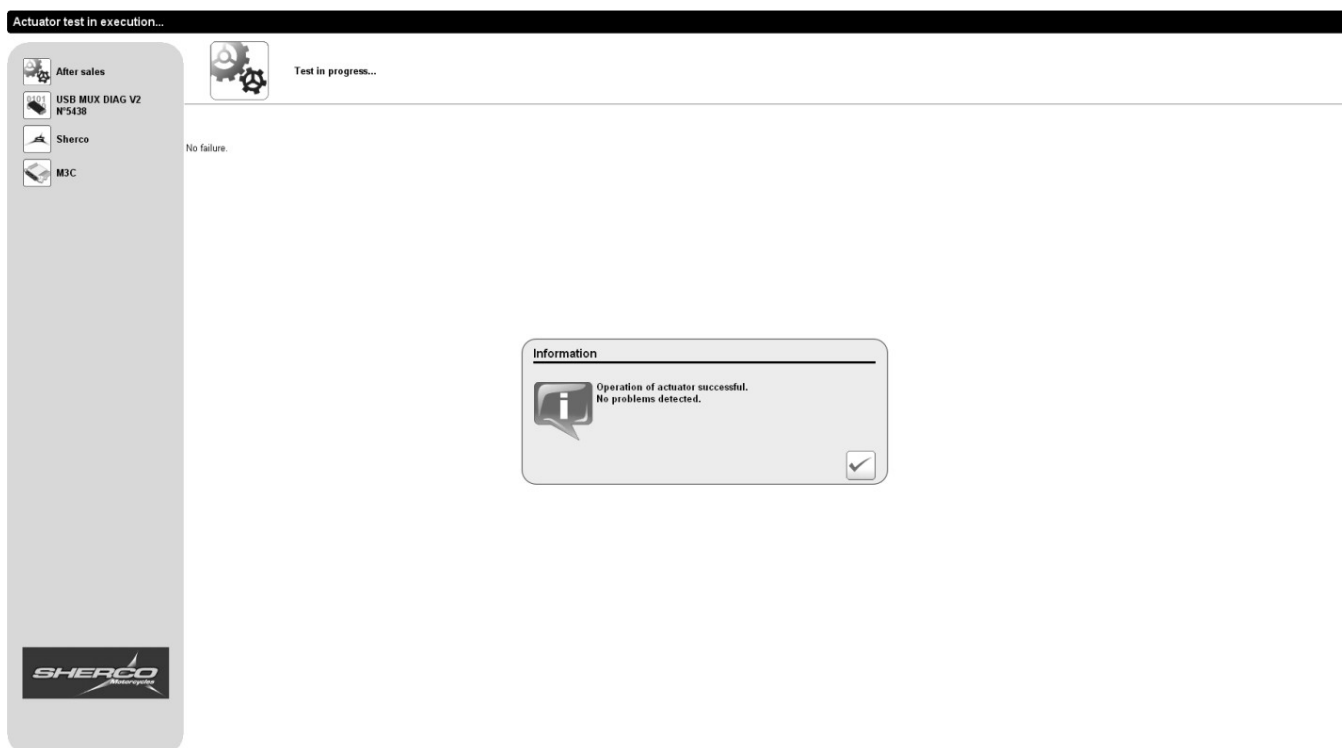 Actuator test in execution...
After sales
USB MUX DIAG V2
N°5438
Sherco
M3C
Test in progress...
No failure.
Information
Operation of actuator successful.
No problems detected.
SHERCO
Motorcycles